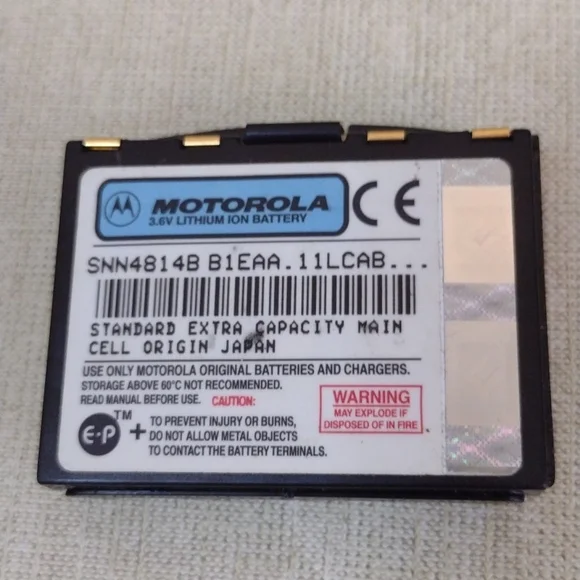 MOTOROLA
3.6V LITHIUM ION BATTERY
CE
SNN4814B B1EAA.11LCAB...
STANDARD EXTRA CAPACITY MAIN
CELL ORIGIN JAPAN
USE ONLY MOTOROLA ORIGINAL BATTERIES AND CHARGERS.
STORAGE ABOVE 60°C NOT RECOMMENDED.
READ MANUAL BEFORE USE. CAUTION:
TO PREVENT INJURY OR BURNS,
DO NOT ALLOW METAL OBJECTS
TO CONTACT THE BATTERY TERMINALS.
E·P™ +
WARNING
MAY EXPLODE IF
DISPOSED OF IN FIRE